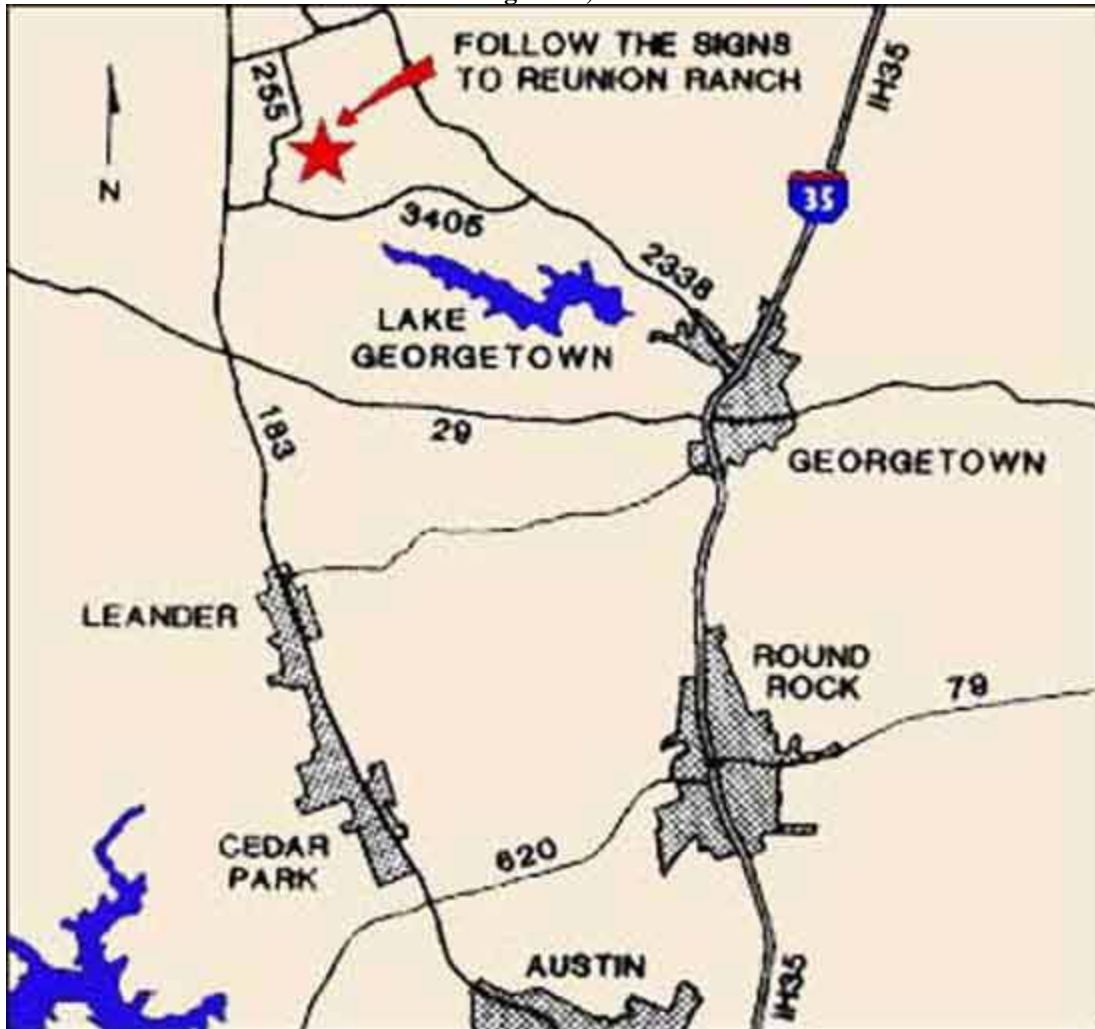 FOLLOW THE SIGNS
TO REUNION RANCH
IH35
255
N
35
3405
2338
LAKE
GEORGETOWN
183
29
GEORGETOWN
LEANDER
ROUND
ROCK
79
CEDAR
PARK
620
AUSTIN
IH35